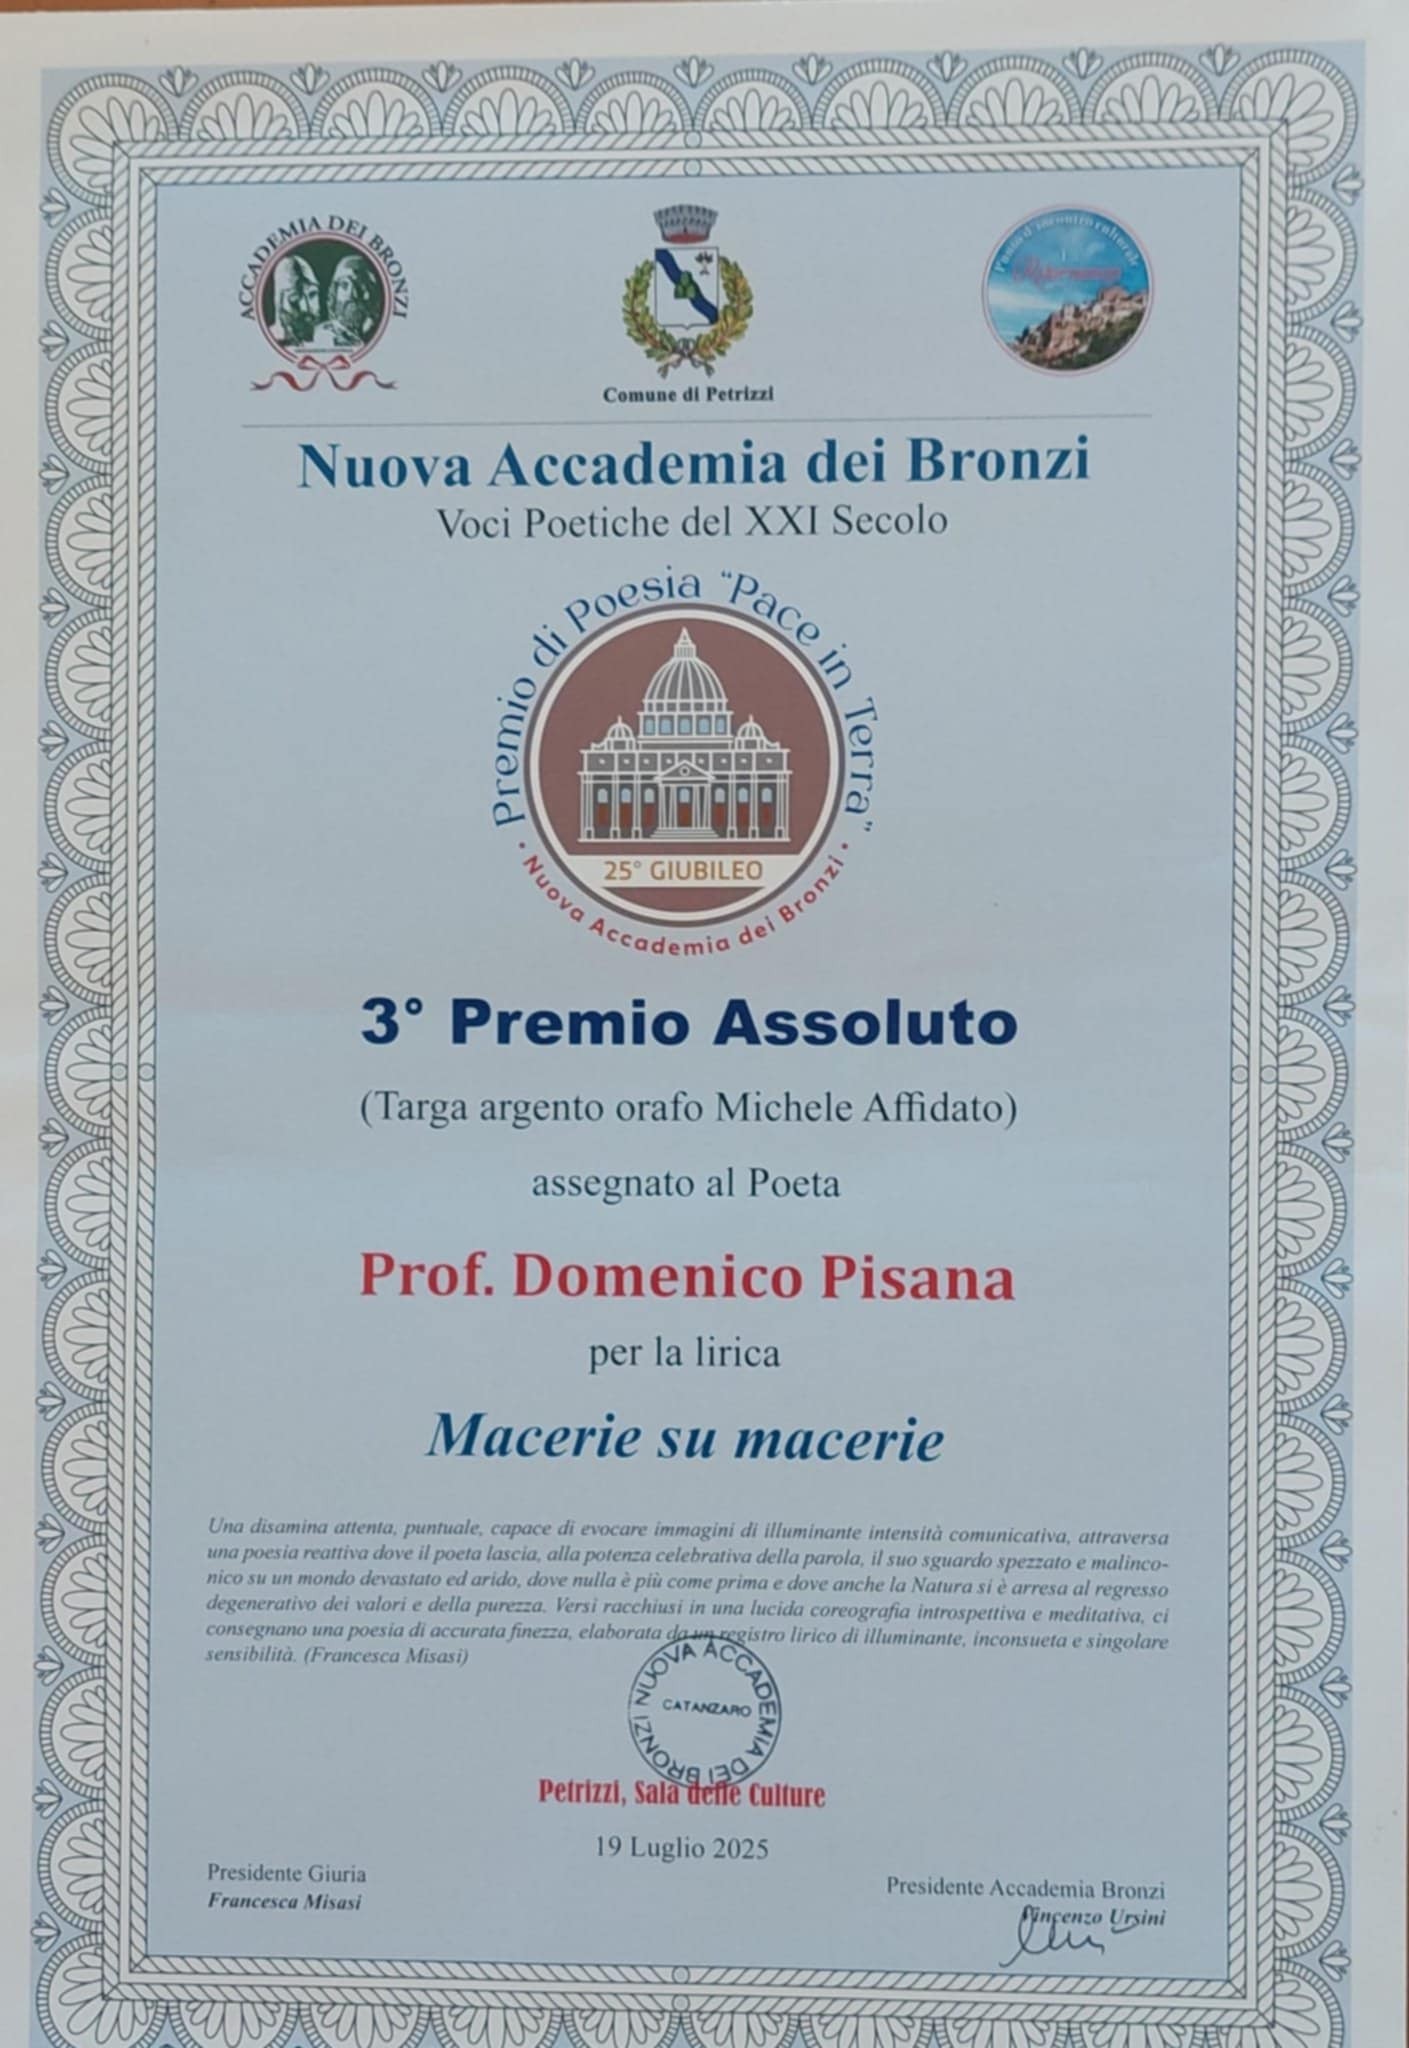 ACCADEMIA DEI BRONZI
Comune di Petrizzi
Punto d'incontro culturale
Nuova Accademia dei Bronzi
Voci Poetiche del XXI Secolo
Premio di Poesia “Pace in Terra”
25° GIUBILEO
• Nuova Accademia dei Bronzi •
3° Premio Assoluto
(Targa argento orafo Michele Affidato)
assegnato al Poeta
Prof. Domenico Pisana
per la lirica
Macerie su macerie
Una disamina attenta, puntuale, capace di evocare immagini di illuminante intensità comunicativa, attraversa
una poesia reattiva dove il poeta lascia, alla potenza celebrativa della parola, il suo sguardo spezzato e malinco-
nico su un mondo devastato ed arido, dove nulla è più come prima e dove anche la Natura si è arresa al regresso
degenerativo dei valori e della purezza. Versi racchiusi in una lucida coreografia introspettiva e meditativa, ci
consegnano una poesia di accurata finezza, elaborata da un registro lirico di illuminante, inconsueta e singolare
sensibilità. (Francesca Misasi)
NUOVA ACCADEMIA DEI BRONZI
CATANZARO
Petrizzi, Sala delle Culture
19 Luglio 2025
Presidente Giuria
Francesca Misasi
Presidente Accademia Bronzi
Vincenzo Ursini